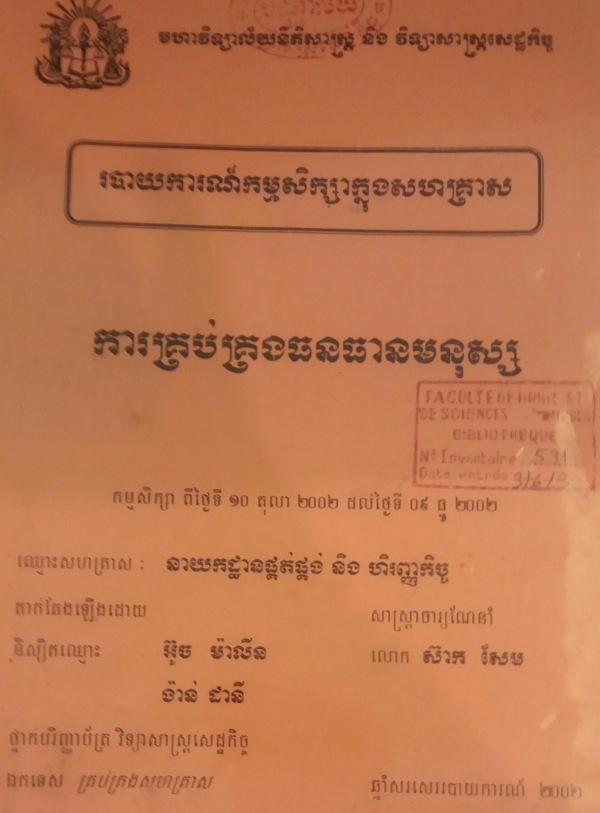 មហាវិទ្យាល័យនីតិសាស្ត្រ និង វិទ្យាសាស្ត្រសេដ្ឋកិច្ច
របាយការណ៍កម្មសិក្សាក្នុងសហគ្រាស
ការគ្រប់គ្រងធនធានមនុស្ស
FACULTE DE DROIT ET
DE SCIENCES
BIBLIOTHEQUE
N° Inventaire 531
កម្មសិក្សា ពីថ្ងៃទី ១០ តុលា ២០០២ ដល់ថ្ងៃទី ០៩ ធ្នូ ២០០២
ឈ្មោះសហគ្រាស : នាយកដ្ឋានផ្គត់ផ្គង់ និង ហិរញ្ញកិច្ច
តាក់តែងឡើងដោយ
សាស្ត្រាចារ្យណែនាំ
និស្សិតឈ្មោះ អ៊ូច ម៉ាលីន
លោក ស៊ាក សែម
ង៉ាន់ ដានី
ថ្នាក់បរិញ្ញាប័ត្រ វិទ្យាសាស្ត្រសេដ្ឋកិច្ច
ឯកទេស គ្រប់គ្រងសហគ្រាស
ឆ្នាំសរសេររបាយការណ៍ ២០០២